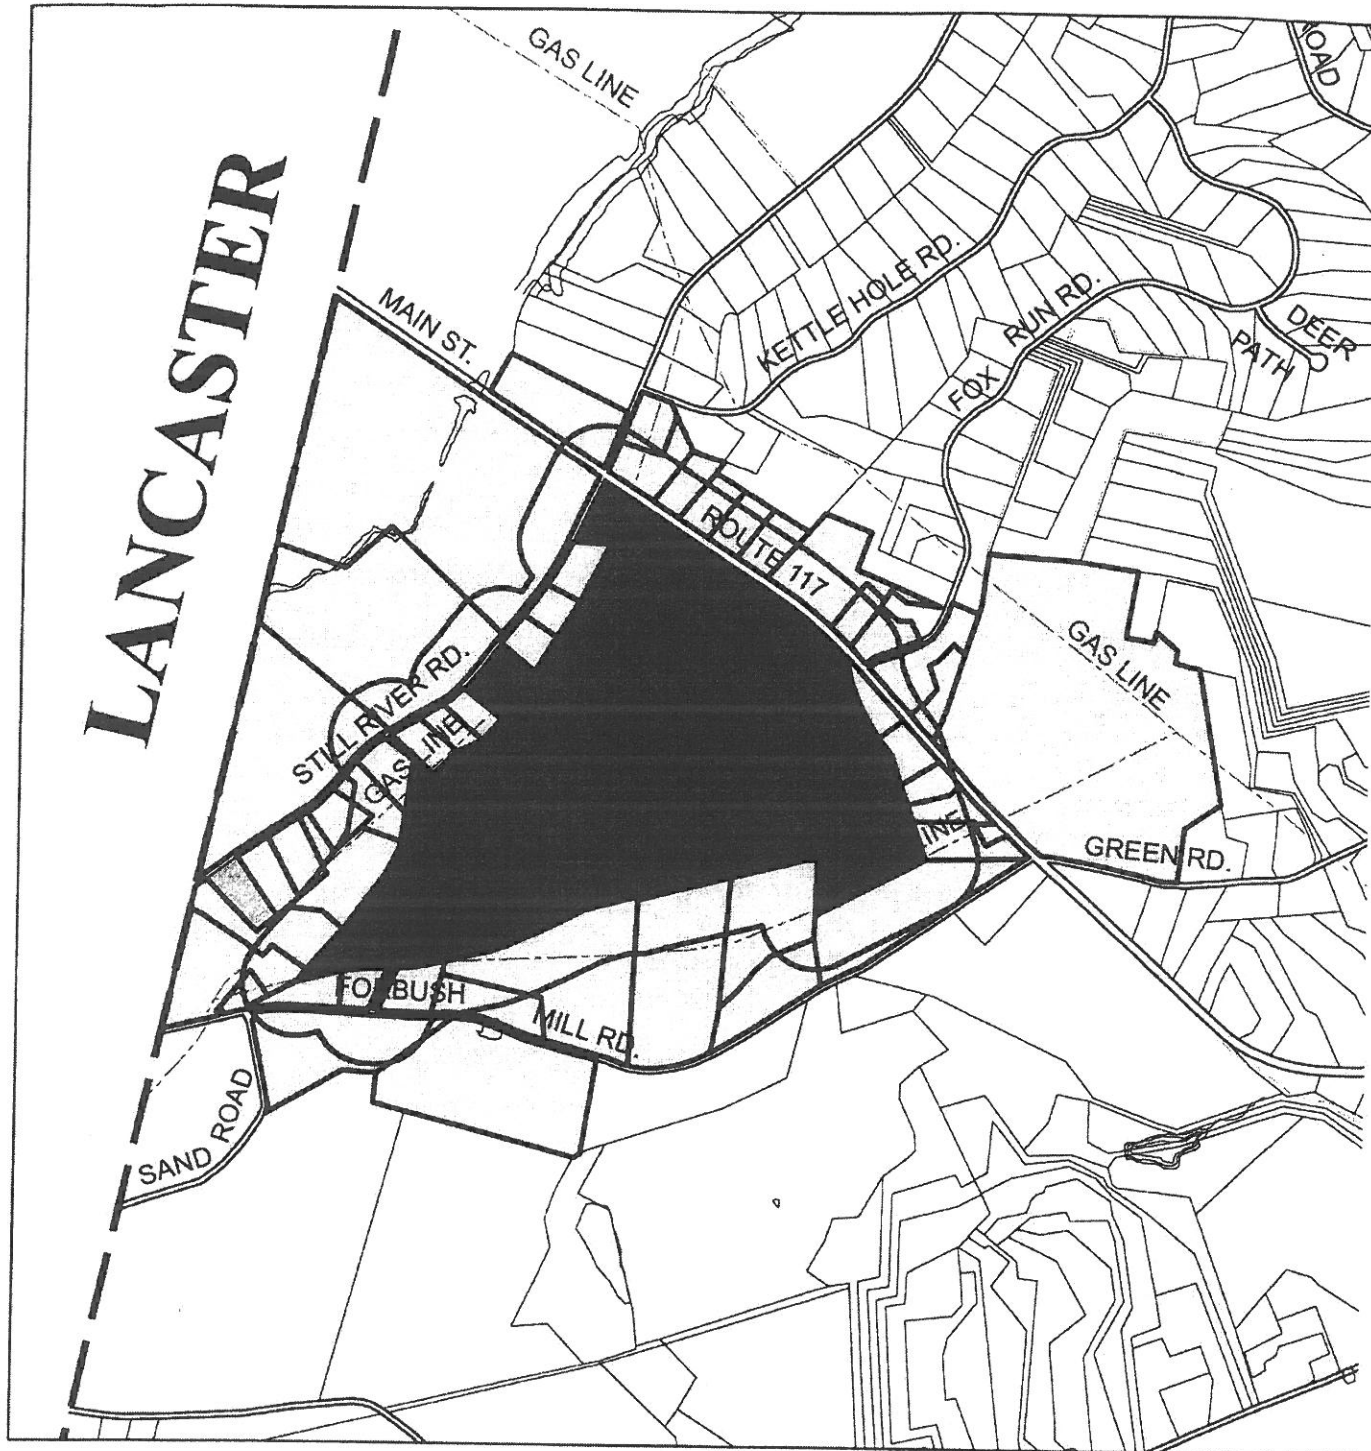 GAS LINE
ROAD
LANCASTER
MAIN ST.
KETTLE HOLE RD.
FOX RUN RD.
DEER
PATH
ROUTE 117
GAS LINE
STILL RIVER RD.
GAS LINE
INE
GREEN RD.
FORBUSH
MILL RD.
SAND ROAD